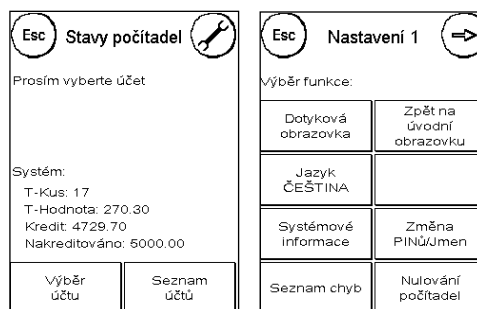 Esc Stavy počítadel
Prosím vyberte účet
Systém:
T-Kus: 17
T-Hodnota: 270.30
Kredit: 4729.70
Nakreditováno: 5000.00
Výběr
účtu
Seznam
účtů
Esc Nastavení 1
Výběr funkce:
Dotyková
obrazovka
Zpět na
úvodní
obrazovku
Jazyk
ČEŠTINA
Systémové
informace
Změna
PINů/Jmen
Seznam chyb
Nulování
počítadel